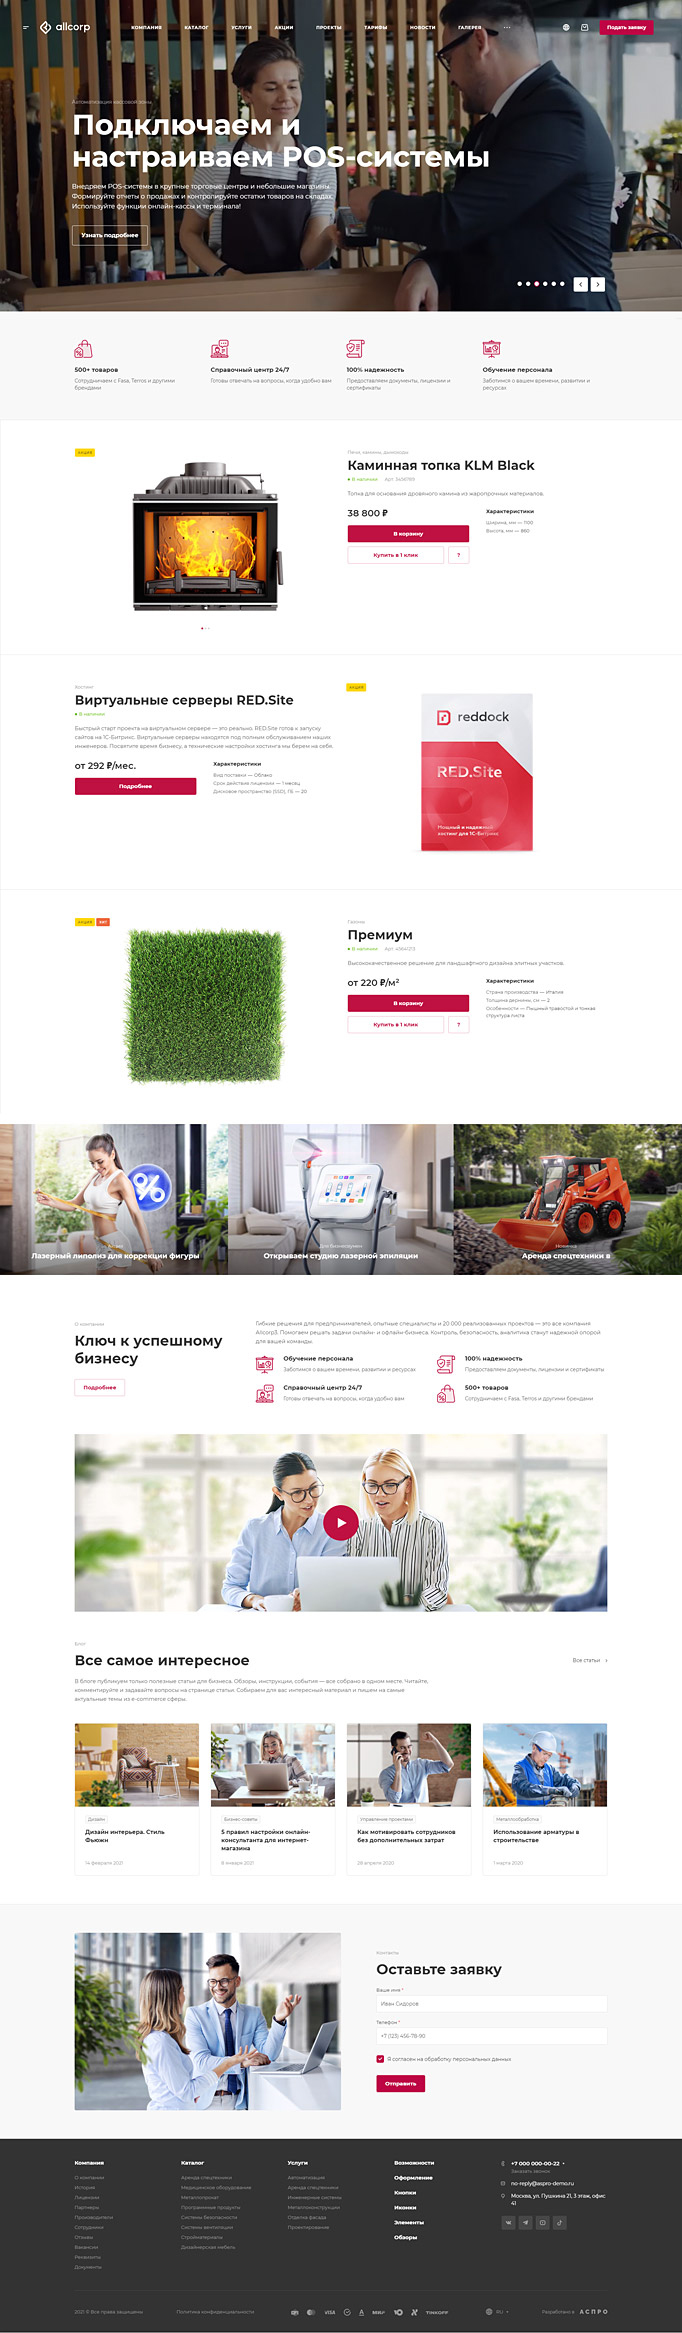 allcorp
КОМПАНИЯ КАТАЛОГ УСЛУГИ АКЦИИ ПРОЕКТЫ ТАРИФЫ НОВОСТИ ГАЛЕРЕЯ ...
Подать заявку
Автоматизация кассовой зоны
Подключаем и
настраиваем POS-системы
Внедряем POS-системы в крупные торговые центры и небольшие магазины.
Формируйте отчеты о продажах и контролируйте остатки товаров на складах.
Используйте функции онлайн-кассы и терминала!
Узнать подробнее
500+ товаров
Сотрудничаем с Fasa, Terros и другими
брендами
Справочный центр 24/7
Готовы отвечать на вопросы, когда удобно вам
100% надежность
Предоставляем документы, лицензии и
сертификаты
Обучение персонала
Заботимся о вашем времени, развитии и
ресурсах
АКЦИЯ
Печи, камины, дымоходы
Каминная топка KLM Black
В наличии
Топка для основания дровяного камина из жаропрочных материалов.
38 800 ₽
В корзину
Купить в 1 клик
?
Характеристики
Ширина, мм — 1100
Высота, мм — 860
Хостинг
Виртуальные серверы RED.Site
В наличии
Быстрый старт проекта на виртуальном сервере — это реально. RED.Site готов к запуску
сайтов на 1С-Битрикс. Виртуальные серверы находятся под полным обслуживанием наших
инженеров. Посвятите время бизнесу, а технические настройки хостинга мы берем на себя.
от 292 ₽/мес.
Подробнее
Характеристики
Вид поставки — Облако
Срок действия лицензии — 1 месяц
Дисковое пространство (SSD), Гб — 20
АКЦИЯ
reddock
RED.Site
Мощный и надежный
хостинг для 1С-Битрикс
АКЦИЯ
ХИТ
Газоны
Премиум
В наличии
Высококачественное решение для ландшафтного дизайна элитных участков.
от 220 ₽/м²
В корзину
Купить в 1 клик
?
Характеристики
Страна производства — Италия
Толщина дернины, см — 2
Особенности — Пышный травостой и тонкая
структура листа
%
Лазерный липолиз для коррекции фигуры
Открываем студию лазерной эпиляции
Новинка
Аренда спецтехники в
О компании
Ключ к успешному
бизнесу
Подробнее
Гибкие решения для предпринимателей, опытные специалисты и 20 000 реализованных проектов — это все компания
Allcorp3. Помогаем решать задачи онлайн- и офлайн-бизнеса. Контроль, безопасность, аналитика станут надежной опорой
для вашей команды.
Обучение персонала
Заботимся о вашем времени, развитии и ресурсах
100% надежность
Предоставляем документы, лицензии и сертификаты
Справочный центр 24/7
Готовы отвечать на вопросы, когда удобно вам
500+ товаров
Сотрудничаем с Fasa, Terros и другими брендами
Блог
Все самое интересное
Все статьи
В блоге публикуем только полезные статьи для бизнеса. Обзоры, инструкции, события — все собрано в одном месте. Читайте,
комментируйте и задавайте вопросы на странице статьи. Собираем для вас интересный материал и пишем на самые
актуальные темы из e-commerce сферы.
Дизайн
Дизайн интерьера. Стиль
Фьюжн
14 февраля 2021
Бизнес-советы
5 правил настройки онлайн-
консультанта для интернет-
магазина
8 января 2021
Управление проектами
Как мотивировать сотрудников
без дополнительных затрат
28 апреля 2020
Металлообработка
Использование арматуры в
строительстве
1 марта 2020
Контакты
Оставьте заявку
Ваше имя *
Иван Сидоров
Телефон *
+7 (123) 456-78-90
Я согласен на обработку персональных данных
Отправить
Компания
О компании
История
Лицензии
Партнеры
Производители
Сотрудники
Отзывы
Вакансии
Реквизиты
Документы
Каталог
Аренда спецтехники
Медицинское оборудование
Металлопрокат
Программные продукты
Системы безопасности
Системы вентиляции
Стройматериалы
Дизайнерская мебель
Услуги
Автоматизация
Аренда спецтехники
Инженерные системы
Металлоконструкции
Отделка фасада
Проектирование
Возможности
Оформление
Кнопки
Иконки
Элементы
Обзоры
+7 000 000-00-22
Заказать звонок
no-reply@aspro-demo.ru
Москва, ул. Пушкина 21, 3 этаж, офис
41
2021 © Все права защищены
Политика конфиденциальности
VISA
МИР
TINKOFF
RU
Разработано в АСПРО